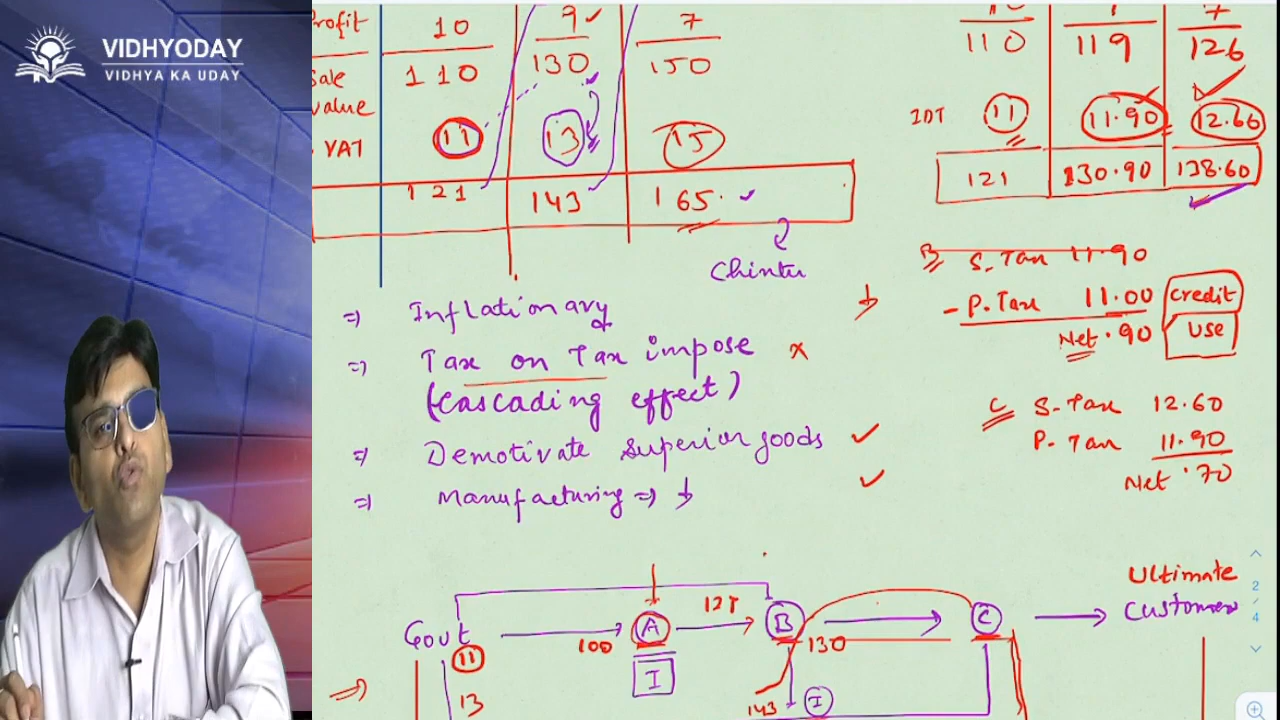 VIDHYODAY
VIDHYA KA UDAY
Profit 10 9 7
Sale 110 130 150
value
VAT 11 13 15
121 143 165
Chintu
110 119 126
IDT 11 11.90 12.60
121 130.90 138.60
B S. Tax 11.90
- P. Tax 11.00 Credit
Net .90 Use
C S. Tax 12.60
P. Tax 11.90
Net .70
⇒ Inflationary
⇒ Tax on Tax impose ×
(Cascading effect)
⇒ Demotivate Superior goods ✓
⇒ Manufacturing ⇒ ↓ ✓
Ultimate
Customer
Govt 100 A B 130 C
11 I
13 143 I
2
4